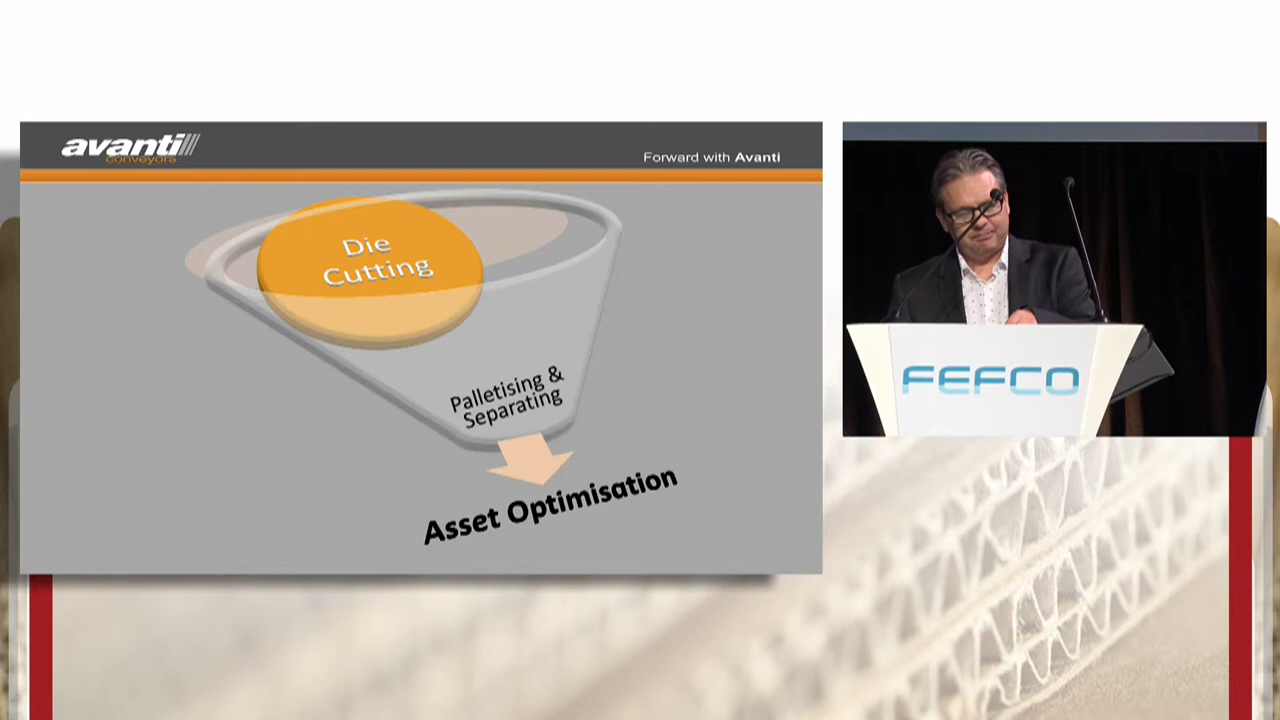 avanti
conveyors
Forward with Avanti
Die
Cutting
Palletising &
Separating
Asset Optimisation
FEFCO